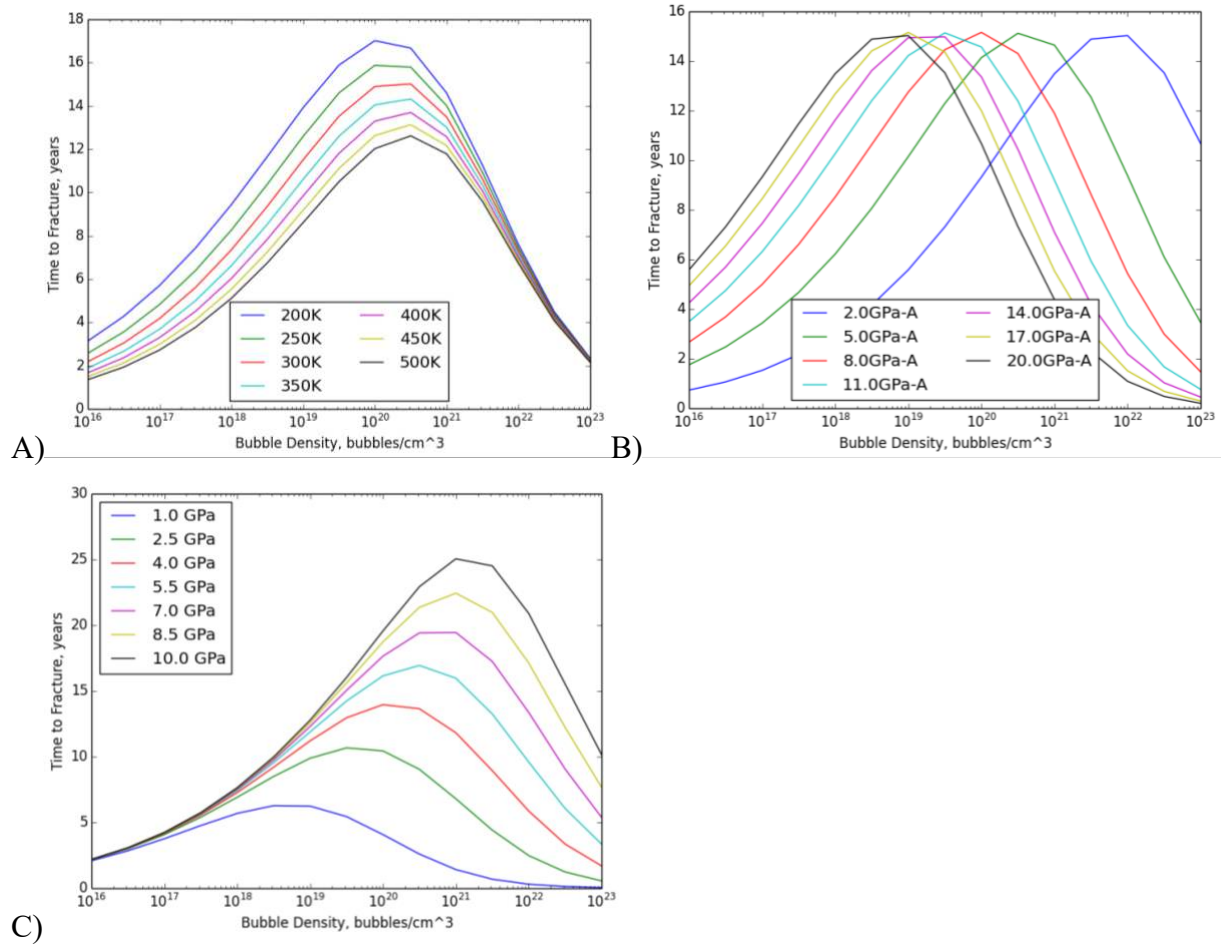 18
16
14
12
10
8
6
4
2
0
Time to Fracture, years
200K 400K
250K 450K
300K 500K
350K
10^16 10^17 10^18 10^19 10^20 10^21 10^22 10^23
Bubble Density, bubbles/cm^3
A)
16
14
12
10
8
6
4
2
0
Time to Fracture, years
2.0GPa-A 14.0GPa-A
5.0GPa-A 17.0GPa-A
8.0GPa-A 20.0GPa-A
11.0GPa-A
10^16 10^17 10^18 10^19 10^20 10^21 10^22 10^23
Bubble Density, bubbles/cm^3
B)
30
25
20
15
10
5
0
Time to Fracture, years
1.0 GPa
2.5 GPa
4.0 GPa
5.5 GPa
7.0 GPa
8.5 GPa
10.0 GPa
10^16 10^17 10^18 10^19 10^20 10^21 10^22 10^23
Bubble Density, bubbles/cm^3
C)